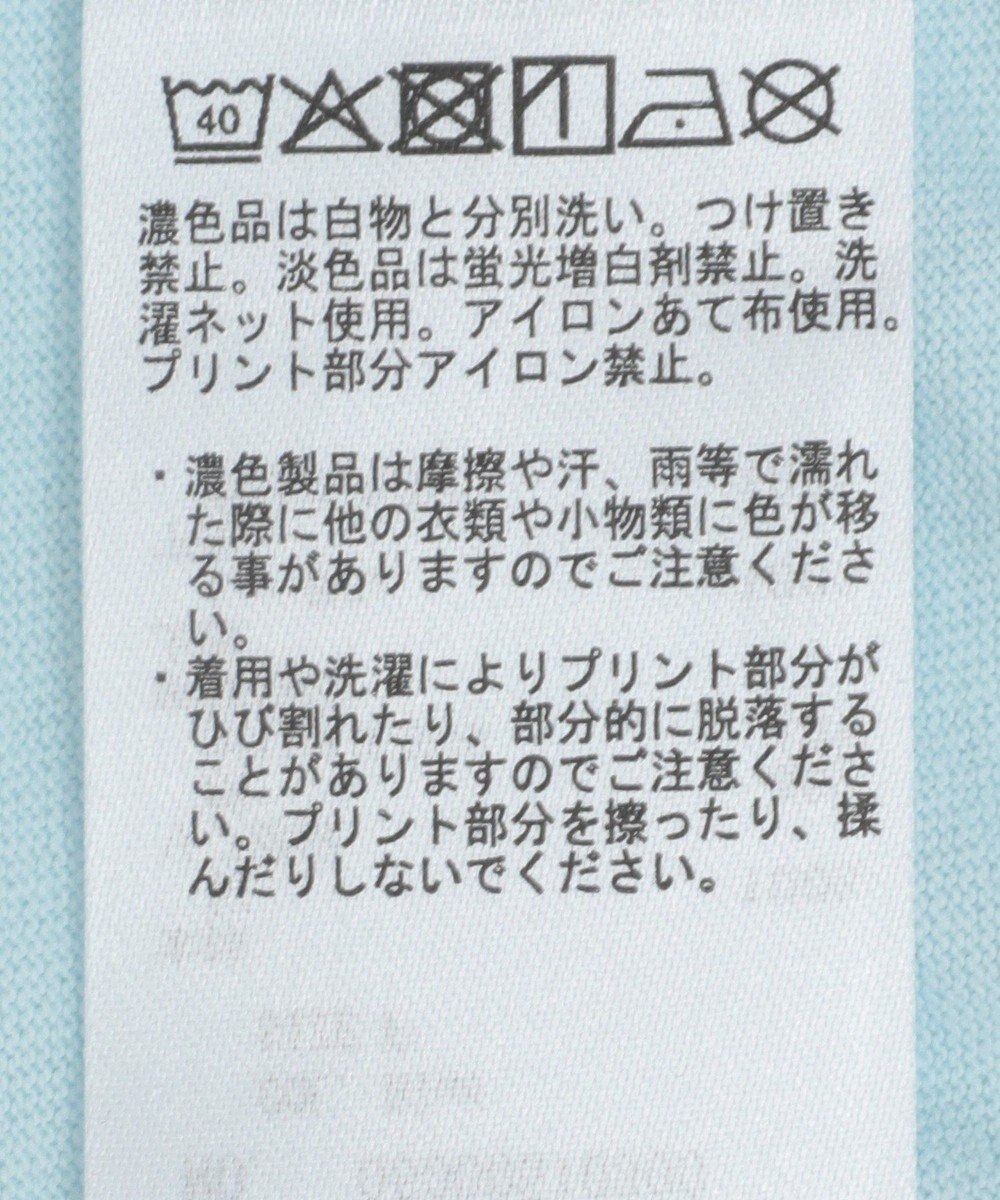 40
濃色品は白物と分別洗い。つけ置き
禁止。淡色品は蛍光増白剤禁止。洗
濯ネット使用。アイロンあて布使用。
プリント部分アイロン禁止。
・濃色製品は摩擦や汗、雨等で濡れ
た際に他の衣類や小物類に色が移
る事がありますのでご注意くださ
い。
・着用や洗濯によりプリント部分が
ひび割れたり、部分的に脱落する
ことがありますのでご注意くださ
い。プリント部分を擦ったり、揉
んだりしないでください。